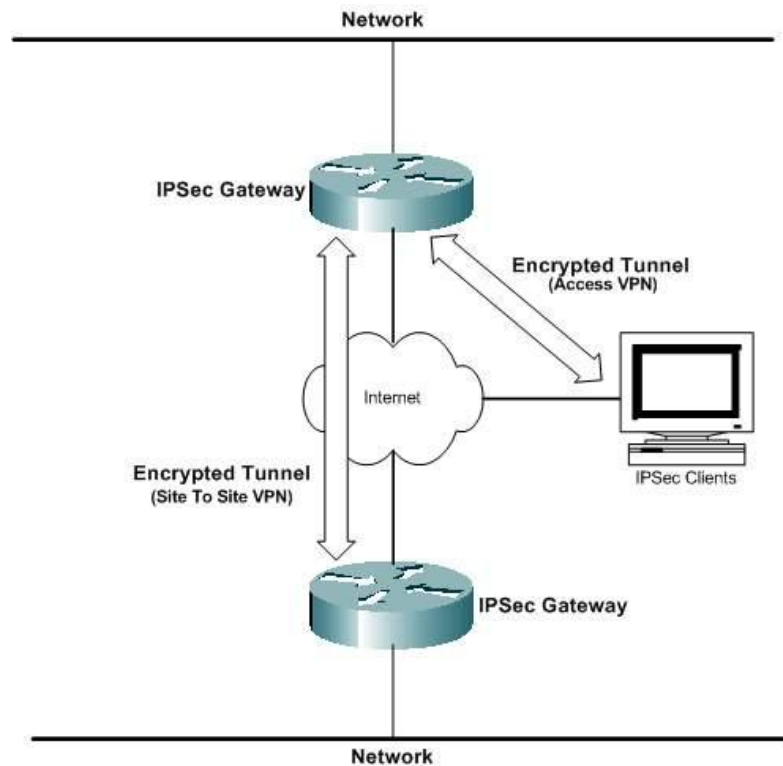 Network
IPSec Gateway
Encrypted Tunnel
(Access VPN)
Internet
IPSec Clients
Encrypted Tunnel
(Site To Site VPN)
IPSec Gateway
Network